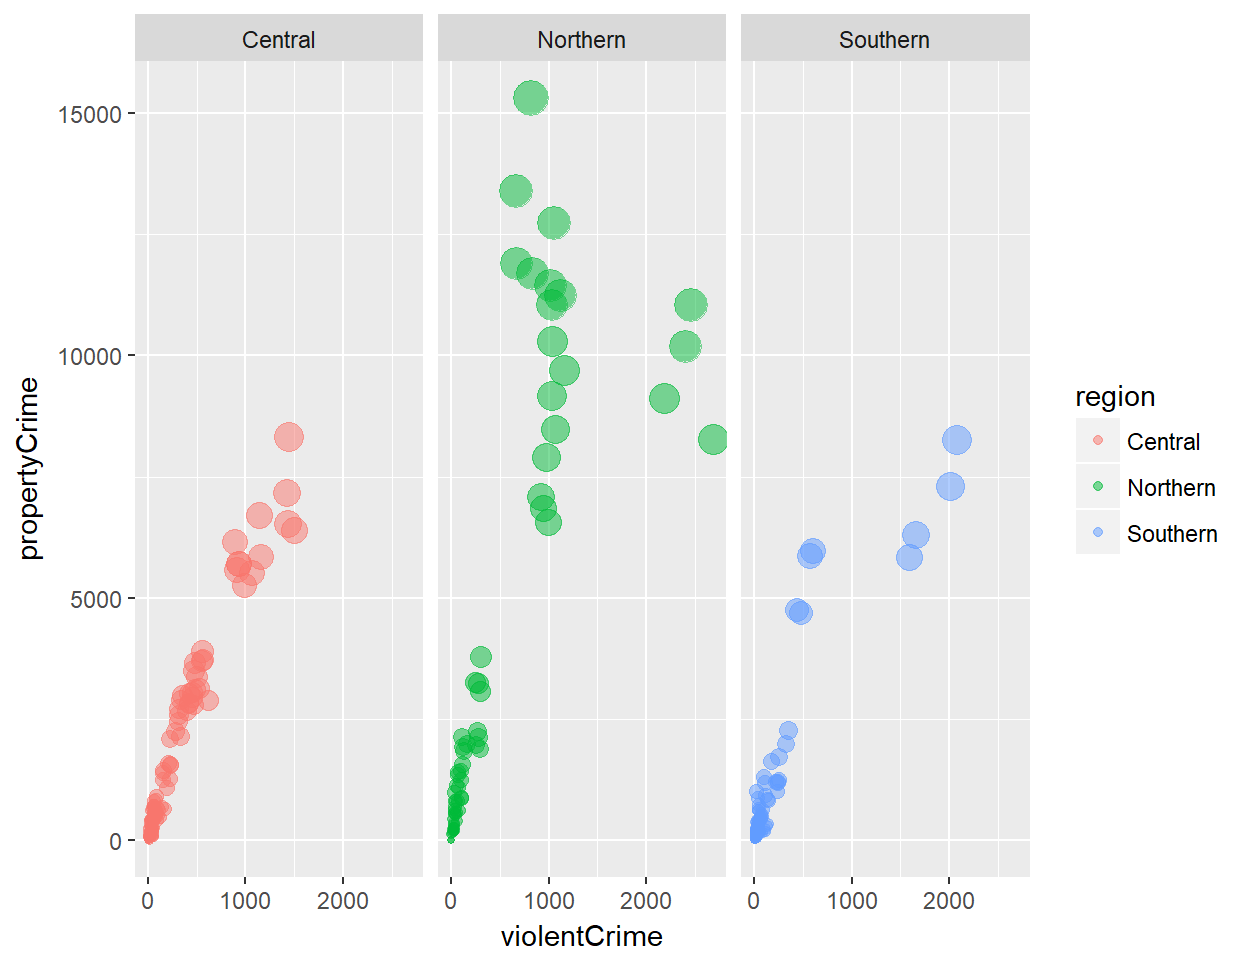 Central Northern Southern
15000
10000
5000
0
propertyCrime
0 1000 2000 0 1000 2000 0 1000 2000
violentCrime
region
Central
Northern
Southern